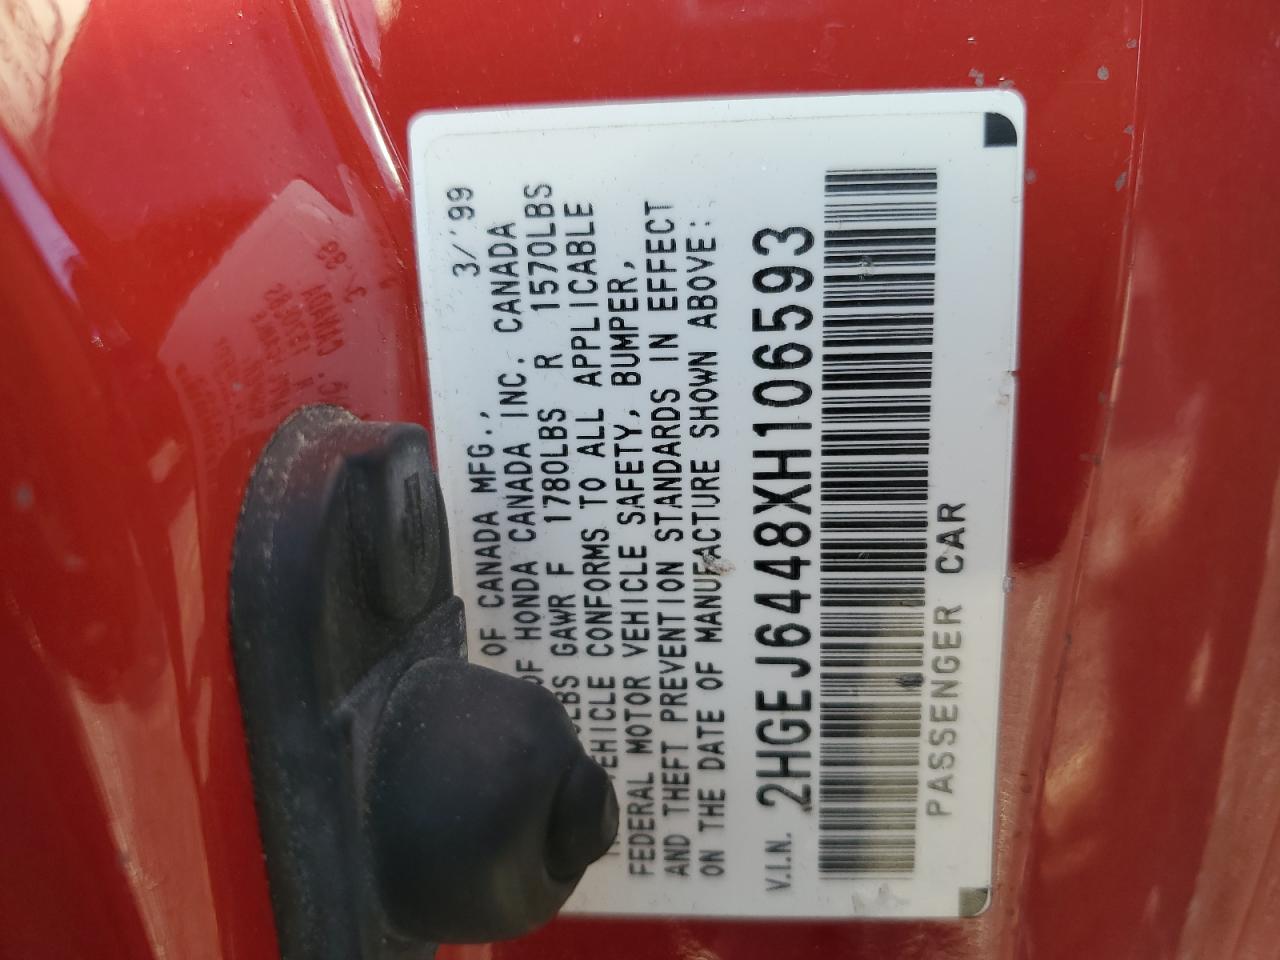 OF CANADA MFG., 3/'99
OF HONDA CANADA INC. CANADA
LBS GAWR F 1780LBS R 1570LBS
VEHICLE CONFORMS TO ALL APPLICABLE
FEDERAL MOTOR VEHICLE SAFETY, BUMPER,
AND THEFT PREVENTION STANDARDS IN EFFECT
ON THE DATE OF MANUFACTURE SHOWN ABOVE:
V.I.N. 2HGEJ6448XH106593
PASSENGER CAR